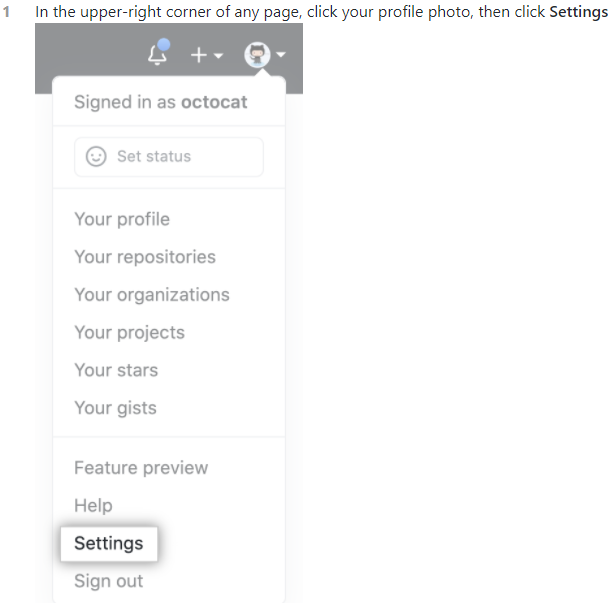 1 In the upper-right corner of any page, click your profile photo, then click Settings
Signed in as octocat
Set status
Your profile
Your repositories
Your organizations
Your projects
Your stars
Your gists
Feature preview
Help
Settings
Sign out